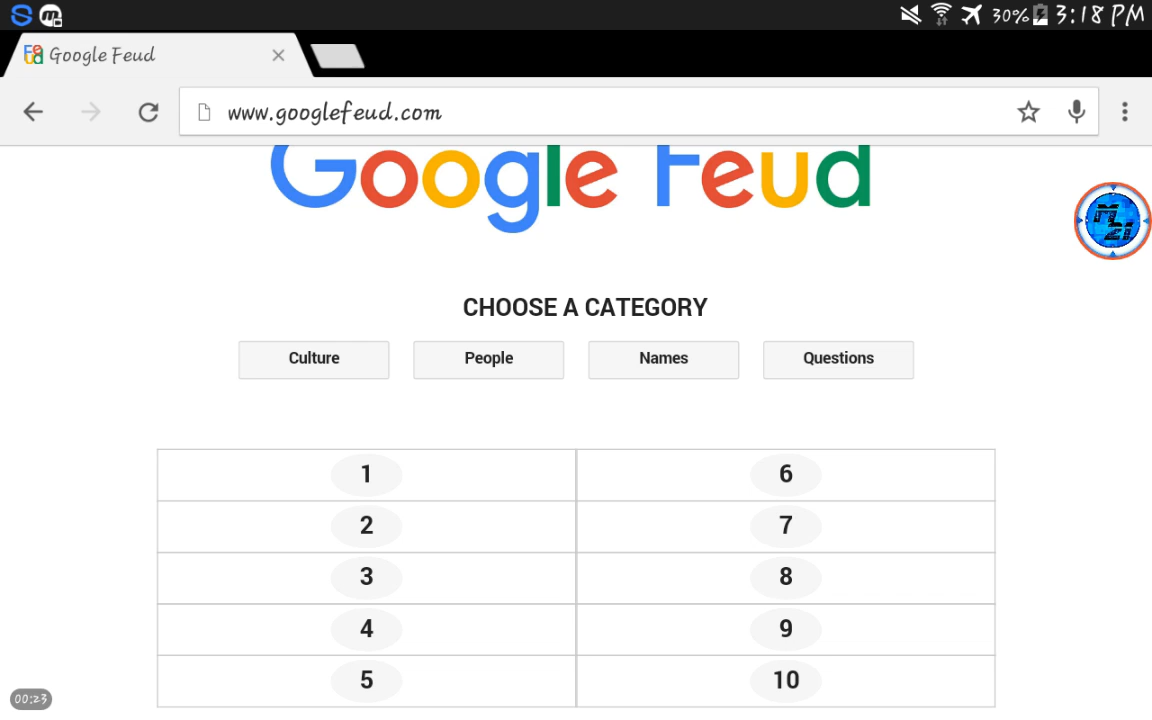 30% 3:18 PM
Google Feud
www.googlefeud.com
Google Feud
M
21
CHOOSE A CATEGORY
Culture People Names Questions
1 6
2 7
3 8
4 9
5 10
00:23